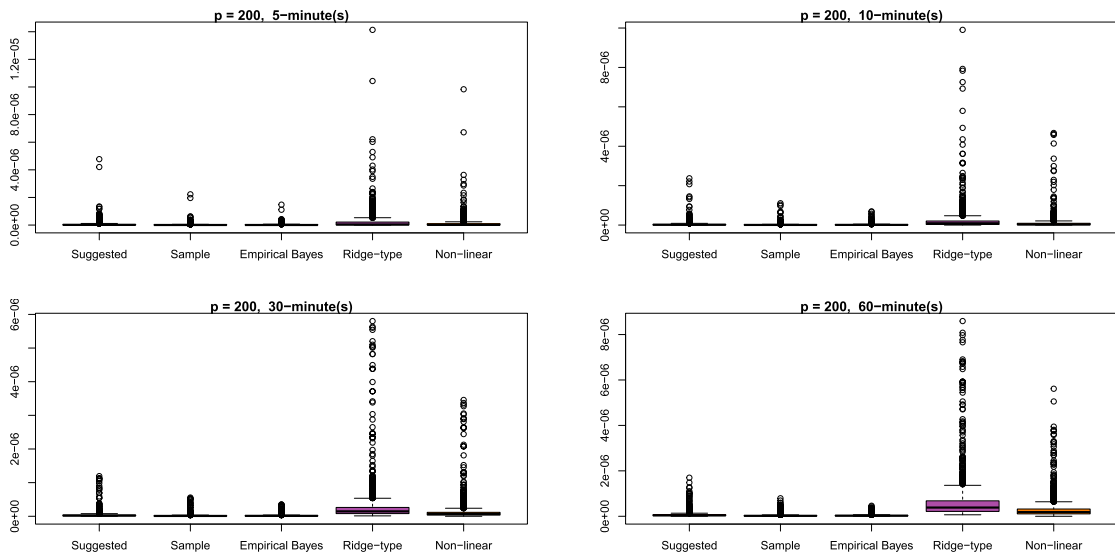 p = 200,  5−minute(s)
1.2e−05
8.0e−06
4.0e−06
0.0e+00
Suggested Sample Empirical Bayes Ridge−type Non−linear
p = 200,  10−minute(s)
8e−06
4e−06
0e+00
Suggested Sample Empirical Bayes Ridge−type Non−linear
p = 200,  30−minute(s)
6e−06
4e−06
2e−06
0e+00
Suggested Sample Empirical Bayes Ridge−type Non−linear
p = 200,  60−minute(s)
8e−06
6e−06
4e−06
2e−06
0e+00
Suggested Sample Empirical Bayes Ridge−type Non−linear